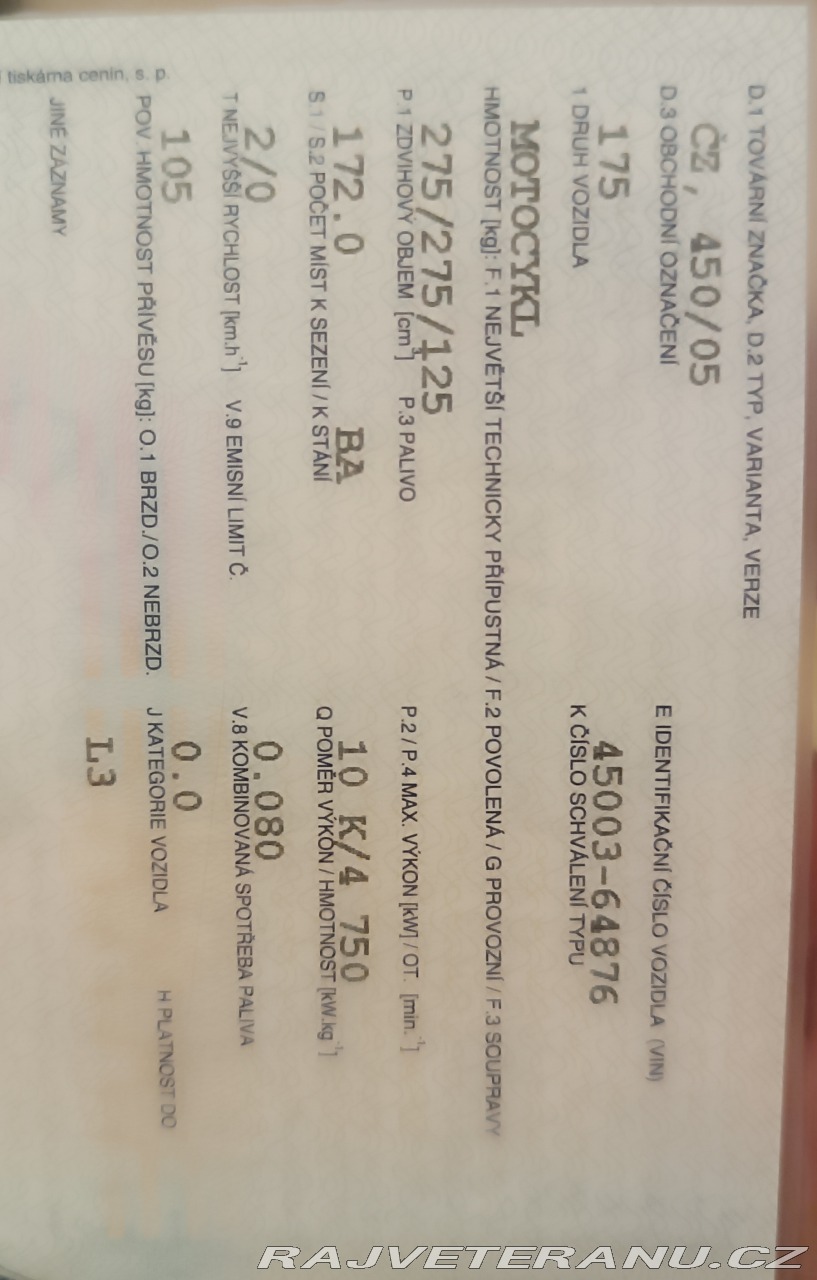 D.1 TOVÁRNÍ ZNAČKA, D.2 TYP, VARIANTA, VERZE
ČZ, 450/05
D.3 OBCHODNÍ OZNAČENÍ E IDENTIFIKAČNÍ ČÍSLO VOZIDLA (VIN)
175 45003-64876
1 DRUH VOZIDLA K ČÍSLO SCHVÁLENÍ TYPU
MOTOCYKL
HMOTNOST [kg]: F.1 NEJVĚTŠÍ TECHNICKY PŘÍPUSTNÁ / F.2 POVOLENÁ / G PROVOZNÍ / F.3 SOUPRAVY
275/275/125
P.1 ZDVIHOVÝ OBJEM [cm³] P.3 PALIVO P.2 / P.4 MAX. VÝKON [kW] / OT. [min.⁻¹]
172.0 BA 10 K/4 750
S.1 / S.2 POČET MÍST K SEZENÍ / K STÁNÍ Q POMĚR VÝKON / HMOTNOST [kW.kg⁻¹]
2/0 0.080
T NEJVYŠŠÍ RYCHLOST [km.h⁻¹] V.9 EMISNÍ LIMIT Č. V.8 KOMBINOVANÁ SPOTŘEBA PALIVA
105 0.0
POV. HMOTNOST PŘÍVĚSU [kg]: O.1 BRZD./O.2 NEBRZD. J KATEGORIE VOZIDLA H PLATNOST DO
L3
JINÉ ZÁZNAMY
tiskárna cenin, s. p.
RAJVETERANU.CZ